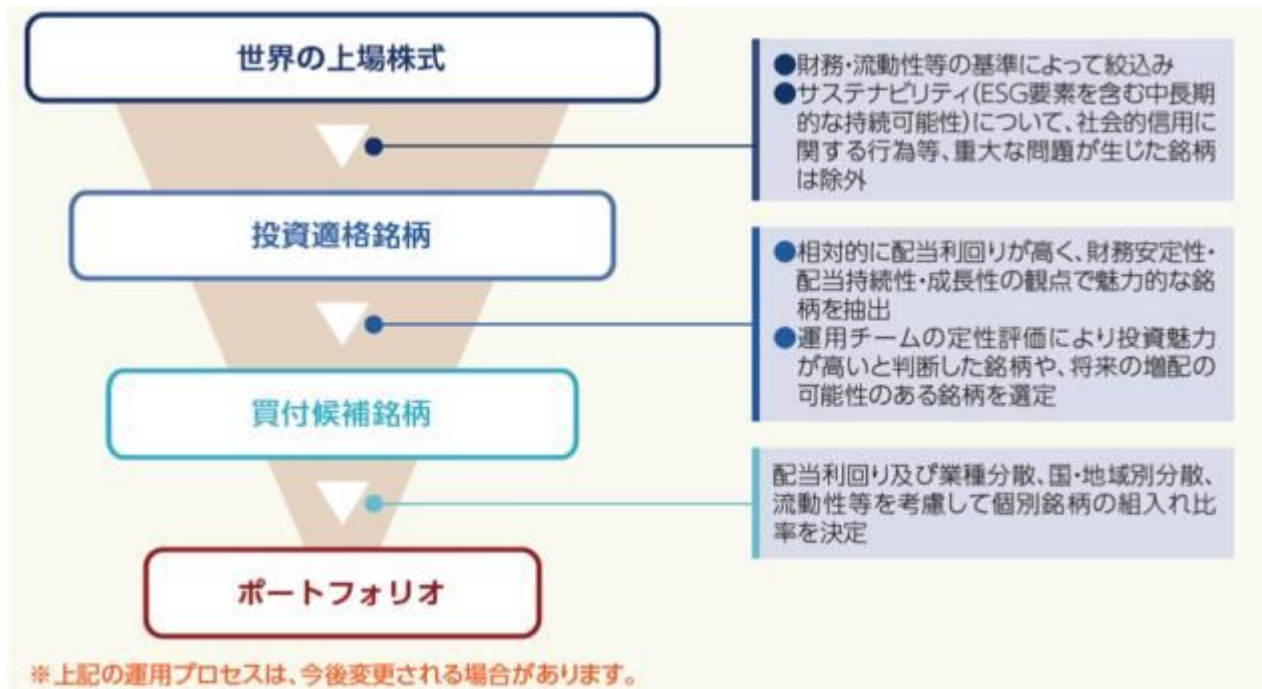 世界の上場株式
●財務・流動性等の基準によって絞込み
●サステナビリティ(ESG要素を含む中長期
的な持続可能性)について、社会的信用に
関する行為等、重大な問題が生じた銘柄
は除外
投資適格銘柄
●相対的に配当利回りが高く、財務安定性・
配当持続性・成長性の観点で魅力的な銘
柄を抽出
●運用チームの定性評価により投資魅力
が高いと判断した銘柄や、将来の増配の
可能性のある銘柄を選定
買付候補銘柄
配当利回り及び業種分散、国・地域別分散、
流動性等を考慮して個別銘柄の組入れ比
率を決定
ポートフォリオ
※上記の運用プロセスは、今後変更される場合があります。